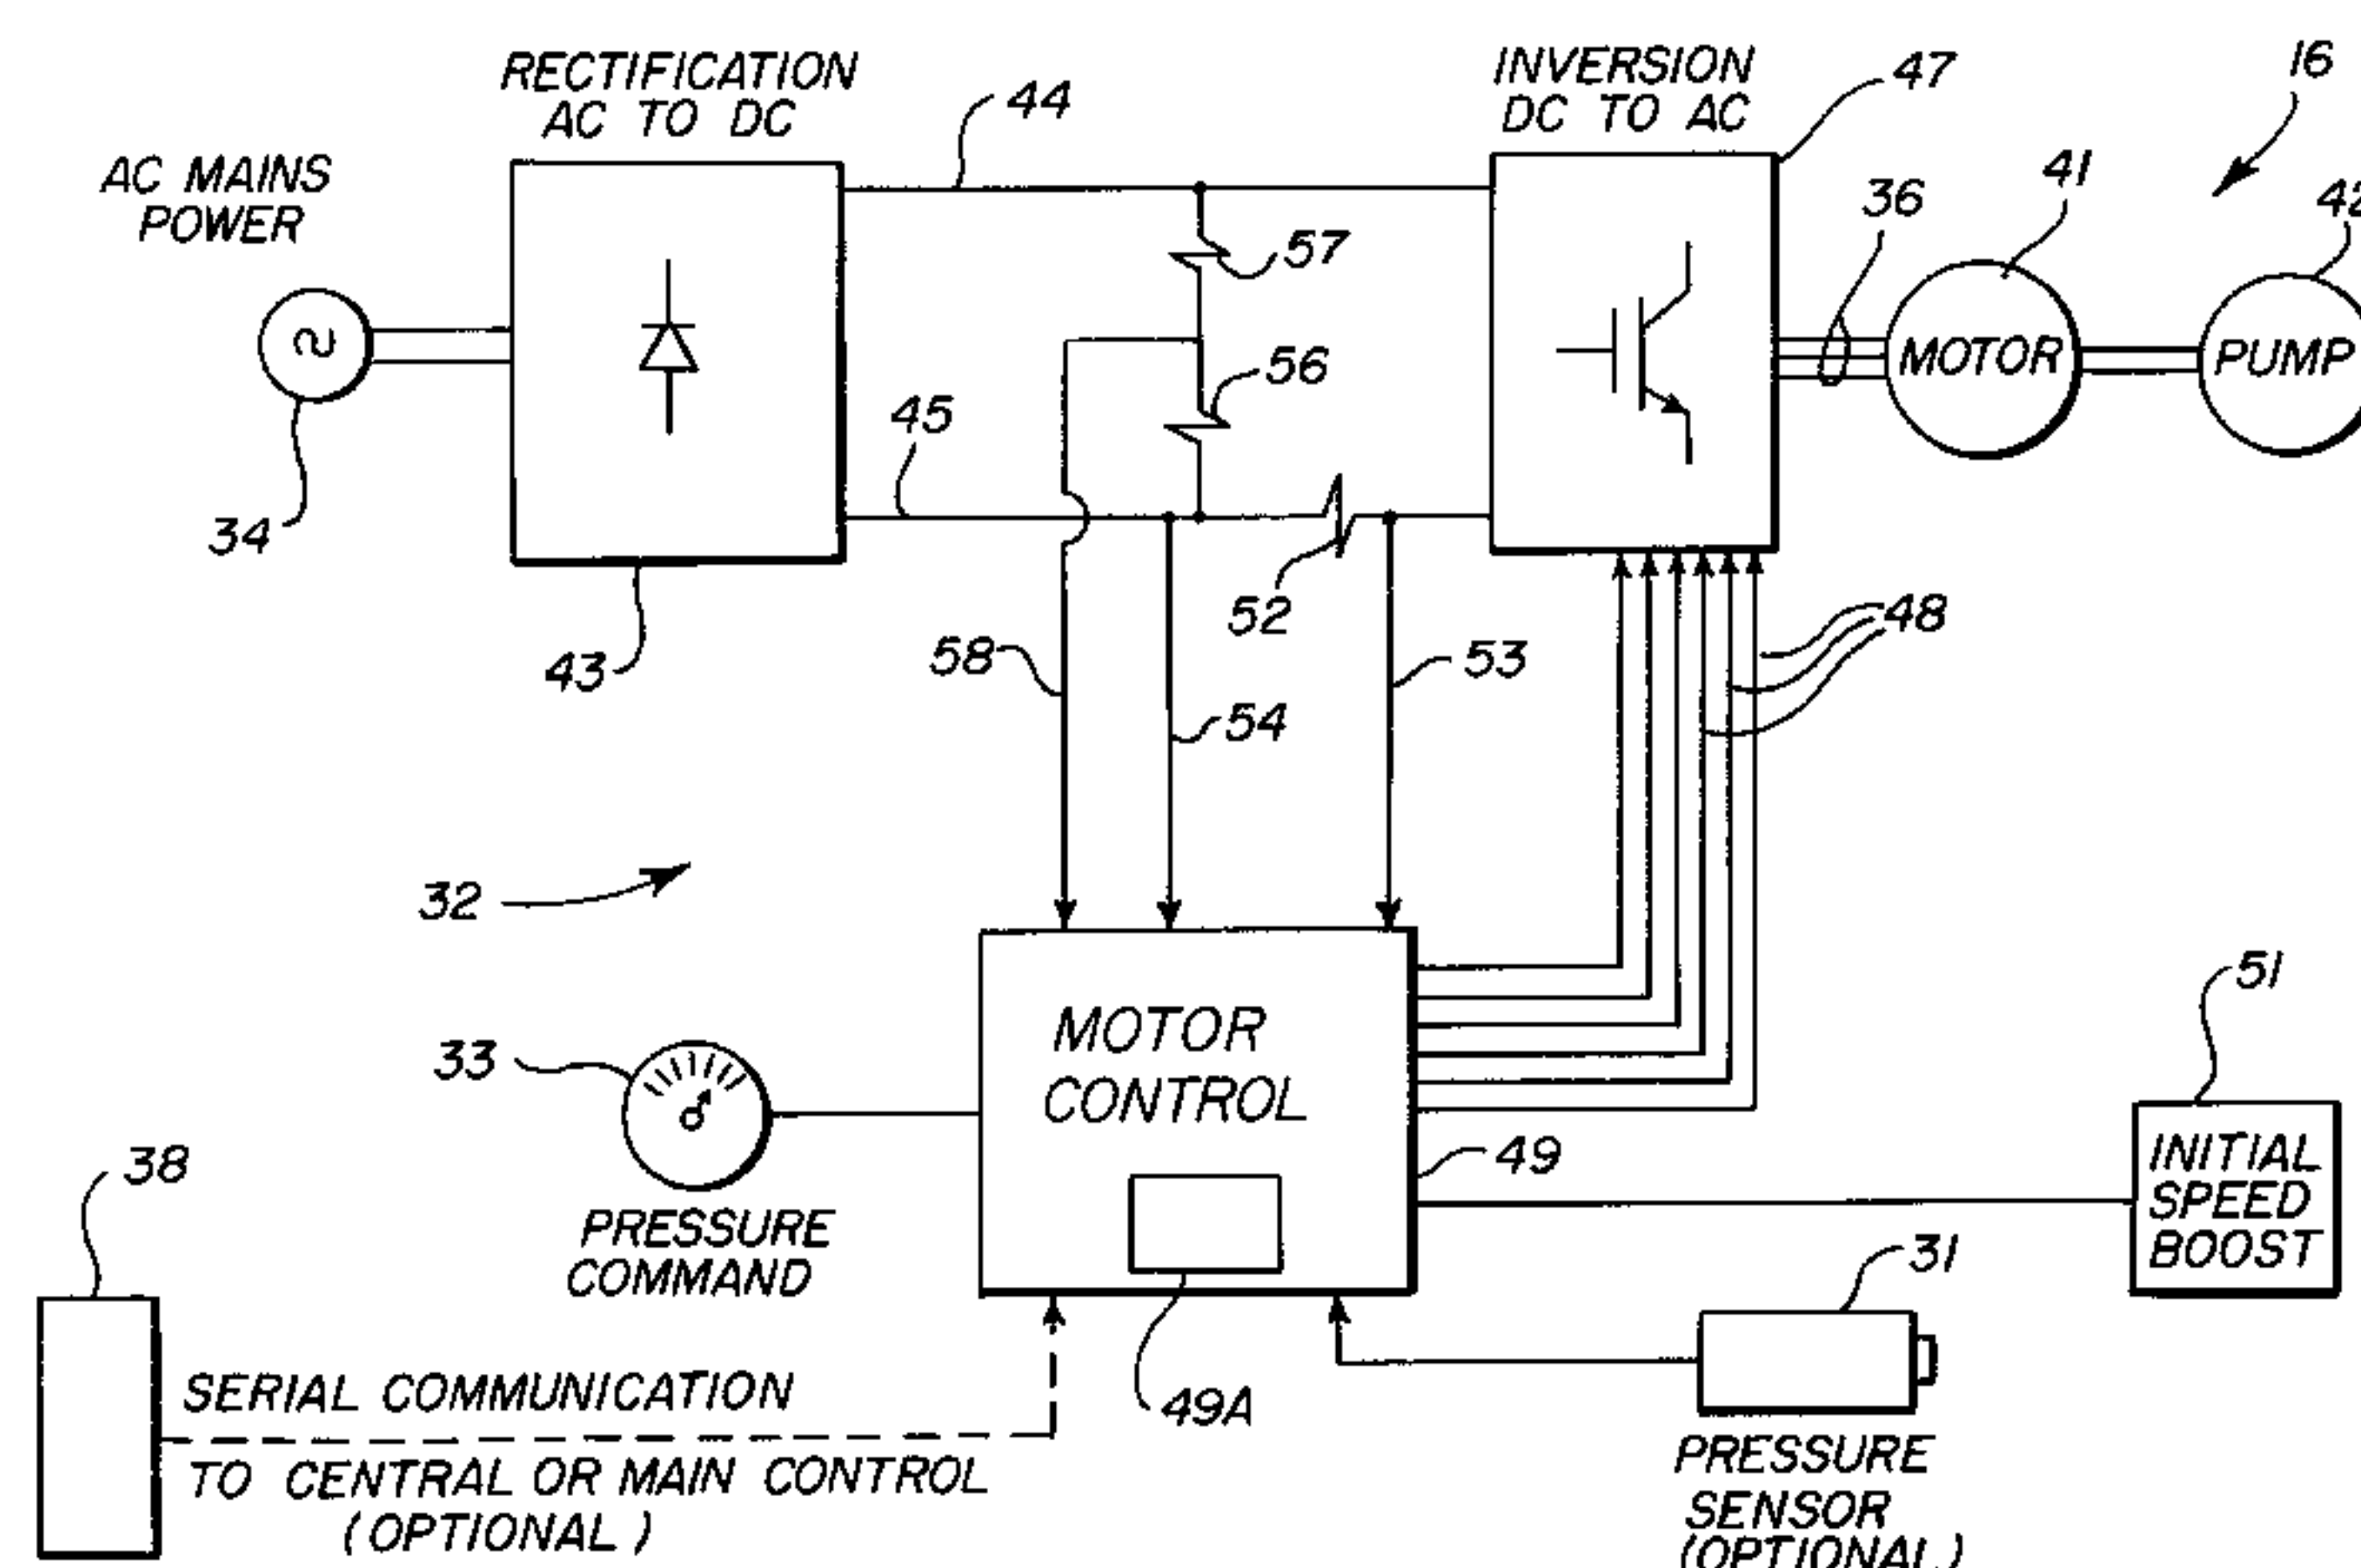 RECTIFICATION
AC TO DC
44
INVERSION
DC TO AC
47
16
AC MAINS
POWER
57
36
41
42
MOTOR
PUMP
56
45
34
52
48
43
58
53
54
32
MOTOR
CONTROL
51
33
38
49
INITIAL
SPEED
BOOST
PRESSURE
COMMAND
31
49A
SERIAL COMMUNICATION
TO CENTRAL OR MAIN CONTROL
(OPTIONAL)
PRESSURE
SENSOR
(OPTIONAL)